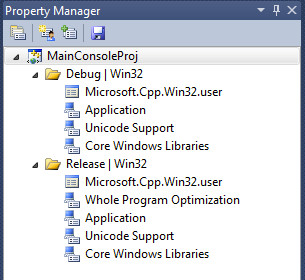 Property Manager
MainConsoleProj
Debug | Win32
Microsoft.Cpp.Win32.user
Application
Unicode Support
Core Windows Libraries
Release | Win32
Microsoft.Cpp.Win32.user
Whole Program Optimization
Application
Unicode Support
Core Windows Libraries